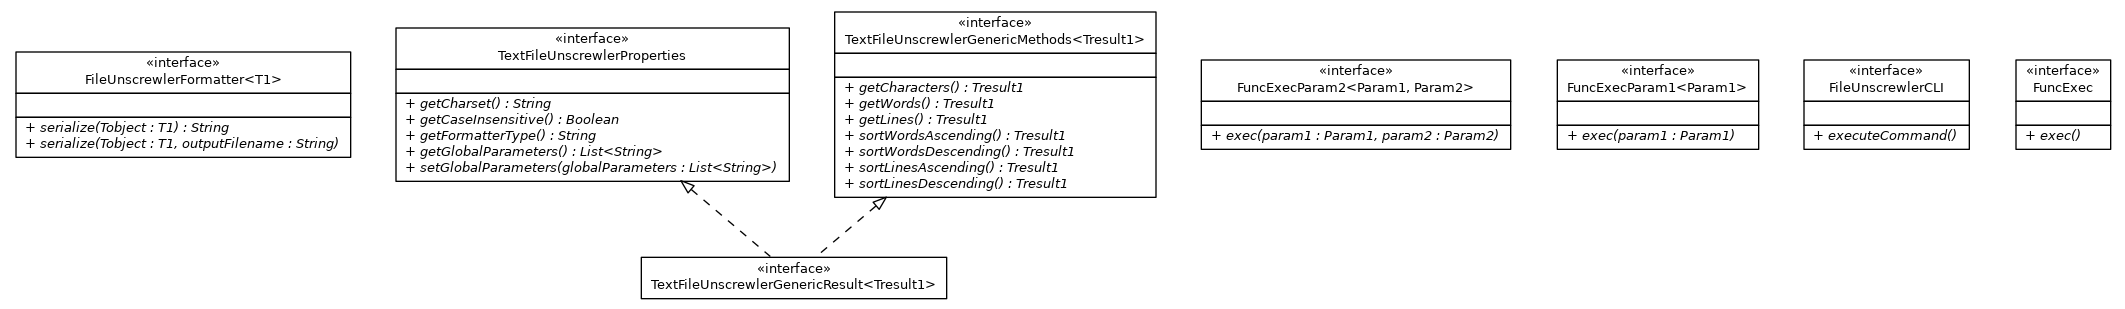 «interface»
FileUnscrewlerFormatter<T1>
+ serialize(Tobject : T1) : String
+ serialize(Tobject : T1, outputFilename : String)
«interface»
TextFileUnscrewlerProperties
+ getCharset() : String
+ getCaseInsensitive() : Boolean
+ getFormatterType() : String
+ getGlobalParameters() : List<String>
+ setGlobalParameters(globalParameters : List<String>)
«interface»
TextFileUnscrewlerGenericMethods<Tresult1>
+ getCharacters() : Tresult1
+ getWords() : Tresult1
+ getLines() : Tresult1
+ sortWordsAscending() : Tresult1
+ sortWordsDescending() : Tresult1
+ sortLinesAscending() : Tresult1
+ sortLinesDescending() : Tresult1
«interface»
FuncExecParam2<Param1, Param2>
+ exec(param1 : Param1, param2 : Param2)
«interface»
FuncExecParam1<Param1>
+ exec(param1 : Param1)
«interface»
FileUnscrewlerCLI
+ executeCommand()
«interface»
FuncExec
+ exec()
«interface»
TextFileUnscrewlerGenericResult<Tresult1>